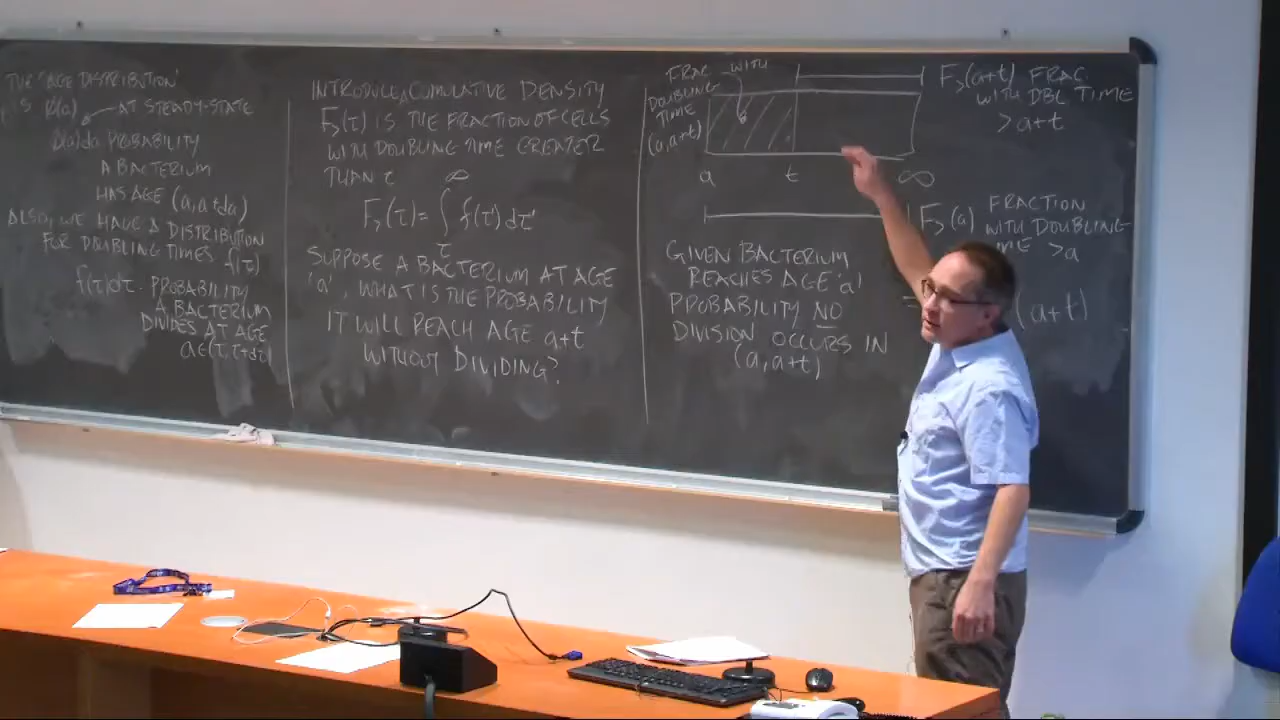 THE "AGE DISTRIBUTION"
IS Φ(a) ← AT STEADY-STATE
Φ(a)da PROBABILITY
A BACTERIUM
HAS AGE (a, a+da)
ALSO, WE HAVE A DISTRIBUTION
FOR DOUBLING TIMES f(τ)
f(τ)dτ. PROBABILITY
A BACTERIUM
DIVIDES AT AGE
a∈(τ, τ+dτ)
INTRODUCE A CUMULATIVE DENSITY
F>(τ) IS THE FRACTION OF CELLS
WITH DOUBLING TIME GREATER
THAN τ
F>(τ) = ∫_τ^∞ f(τ')dτ'
SUPPOSE A BACTERIUM AT AGE
'a', WHAT IS THE PROBABILITY
IT WILL REACH AGE a+t
WITHOUT DIVIDING?
FRAC WITH
DOUBLING
TIME
(a, a+t)
a t ∞
F>(a+t) FRAC
WITH DBL TIME
> a+t
F>(a) FRACTION
WITH DOUBLING
>a
GIVEN BACTERIUM
REACHES AGE 'a'
PROBABILITY NO
DIVISION OCCURS IN
(a, a+t)
(a+t)